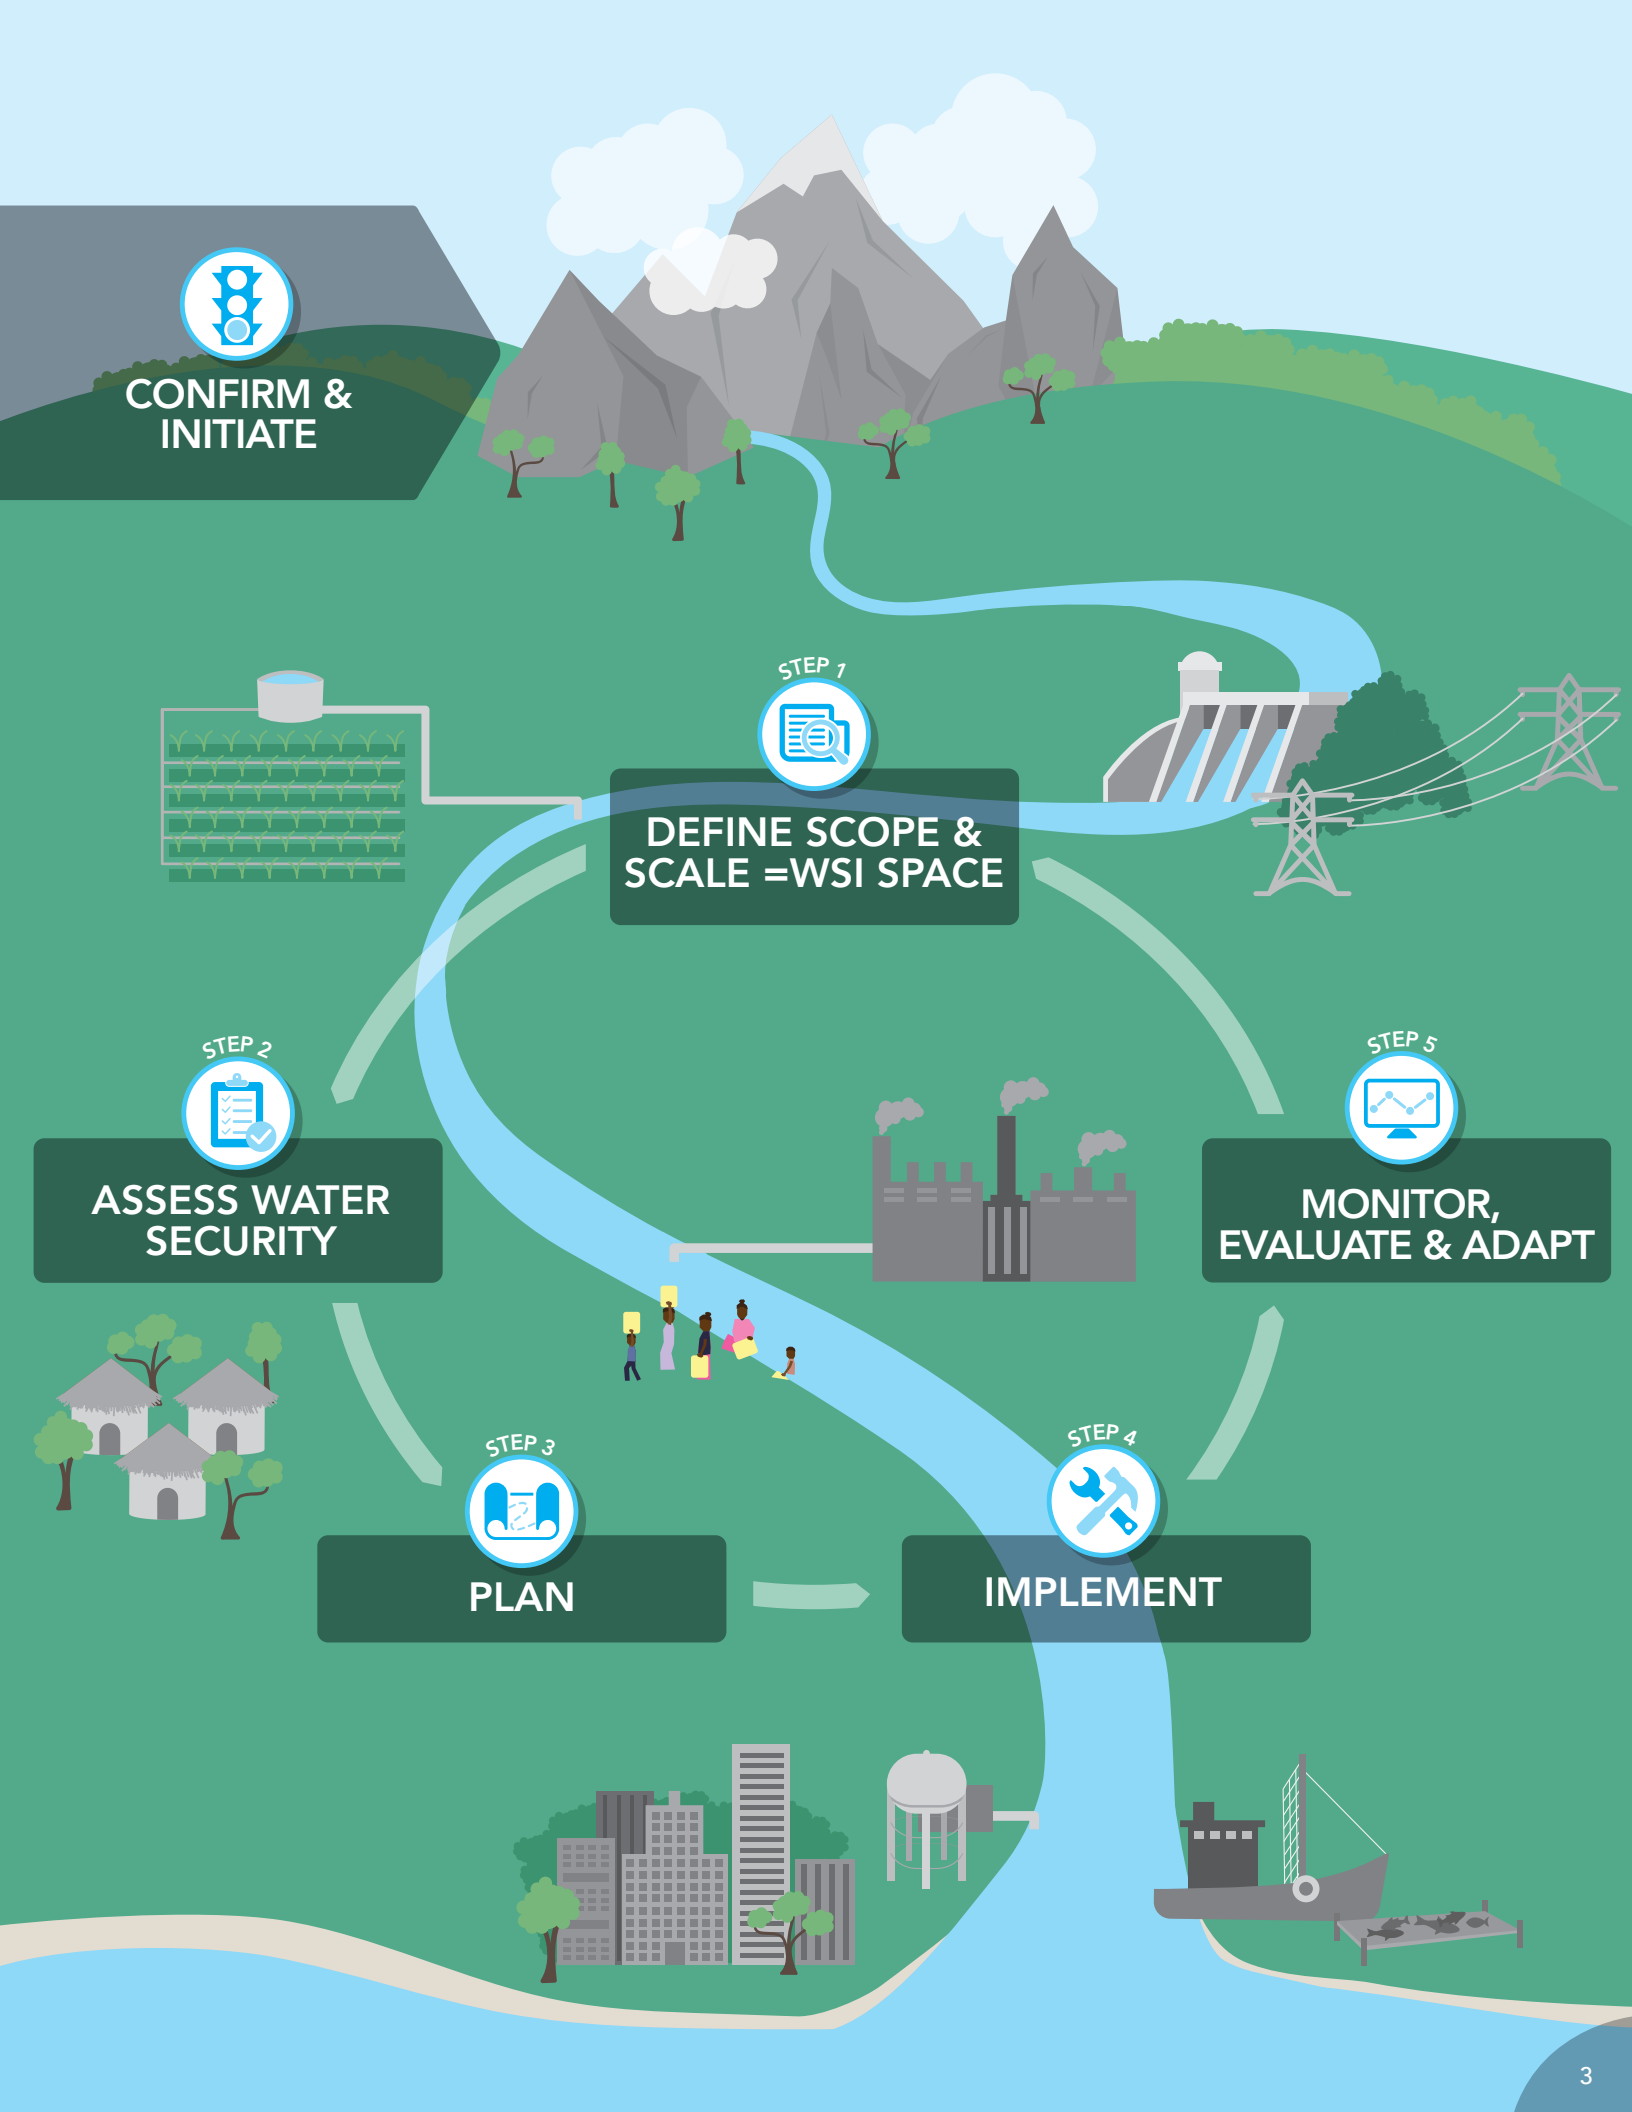 CONFIRM &
INITIATE
STEP 1
DEFINE SCOPE &
SCALE =WSI SPACE
STEP 2
ASSESS WATER
SECURITY
STEP 3
PLAN
STEP 4
IMPLEMENT
STEP 5
MONITOR,
EVALUATE & ADAPT
3